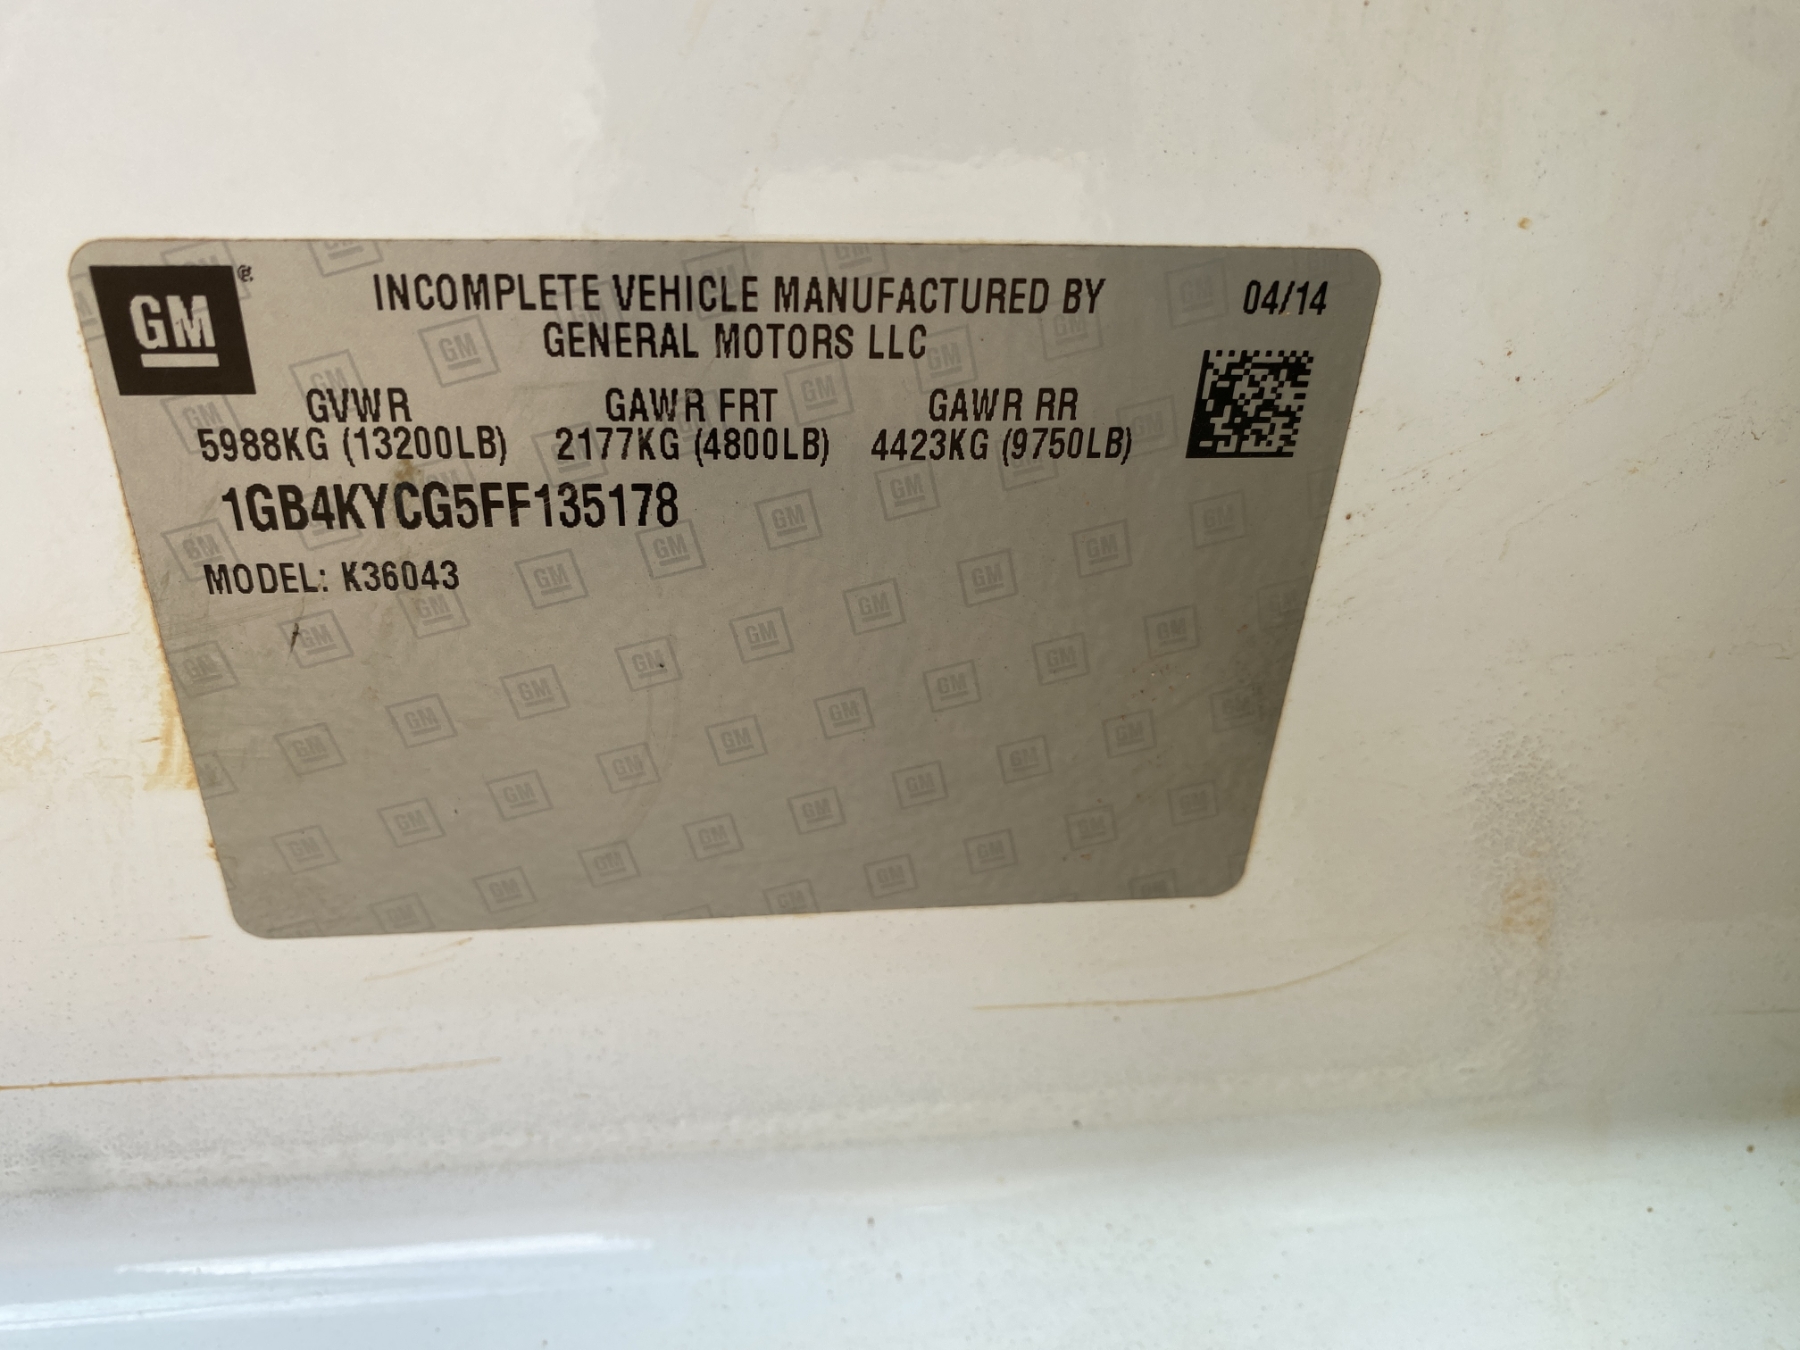 GM
INCOMPLETE VEHICLE MANUFACTURED BY
GENERAL MOTORS LLC
04/14
GVWR GAWR FRT GAWR RR
5988KG (13200LB) 2177KG (4800LB) 4423KG (9750LB)
1GB4KYCG5FF135178
MODEL: K36043